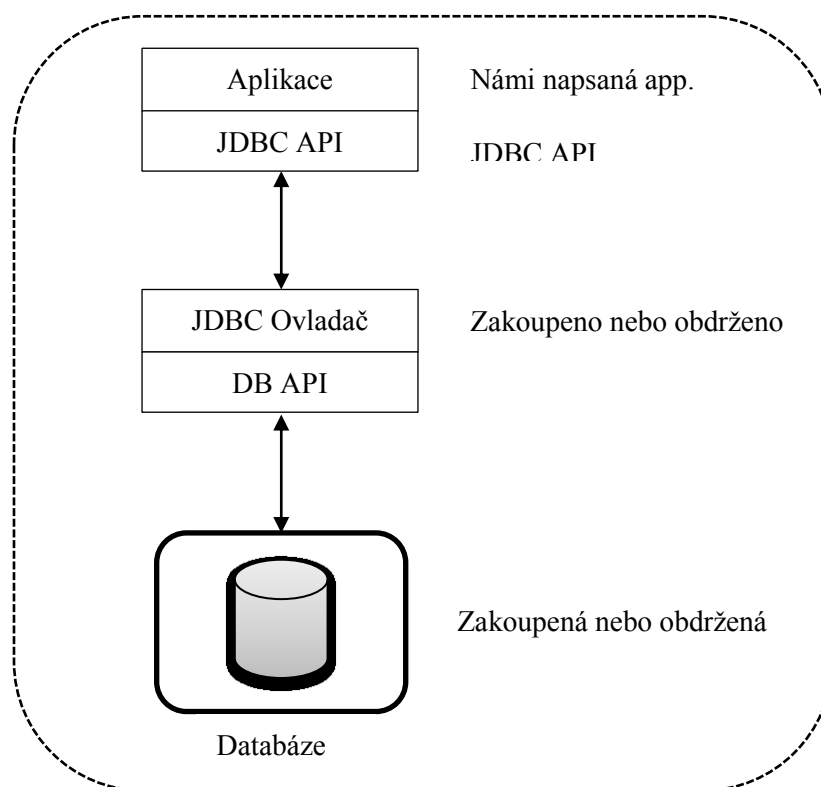 Aplikace
Námi napsaná app.
JDBC API
JDBC API
JDBC Ovladač
Zakoupeno nebo obdrženo
DB API
Zakoupená nebo obdržená
Databáze